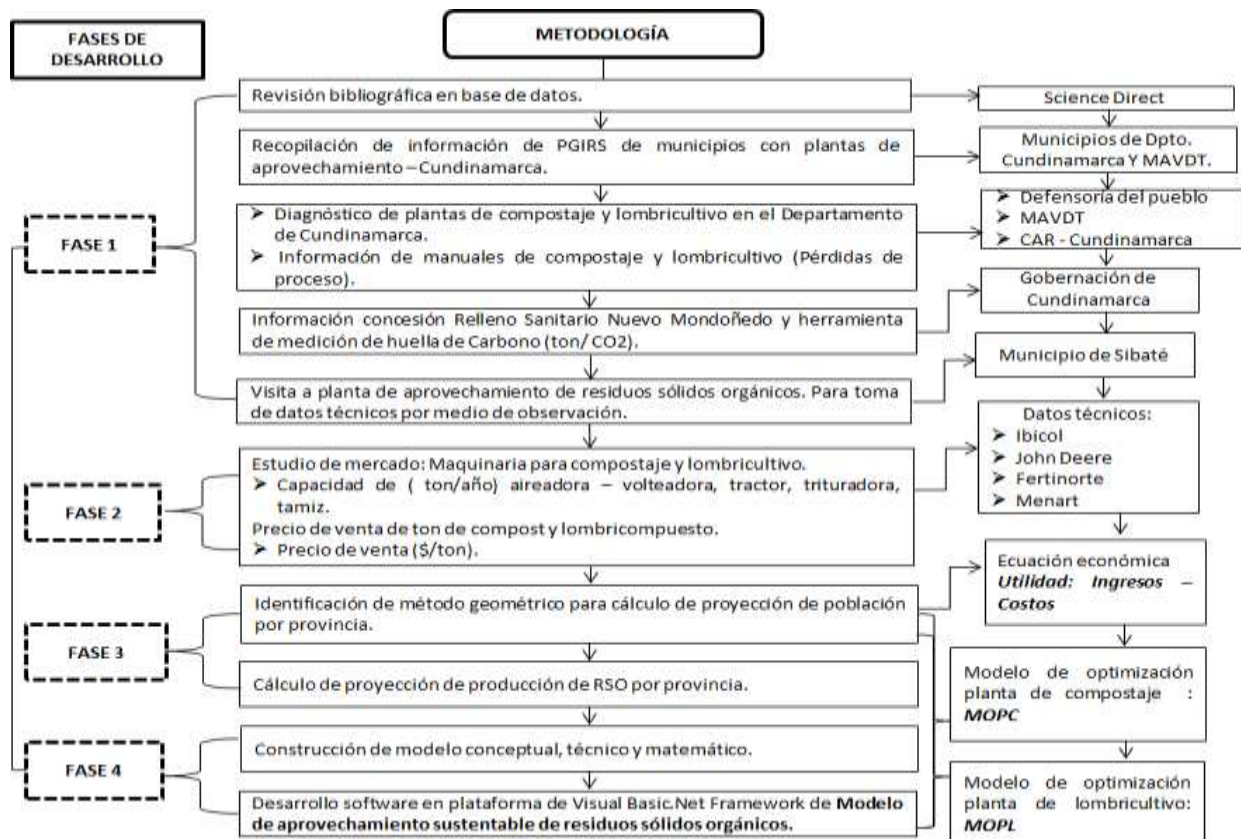 FASES DE
DESARROLLO
METODOLOGÍA
FASE 1
Revisión bibliográfica en base de datos.
Science Direct
Recopilación de información de PGIRS de municipios con plantas de
aprovechamiento – Cundinamarca.
Municipios de Dpto.
Cundinamarca Y MAVDT.
➤ Diagnóstico de plantas de compostaje y lombricultivo en el Departamento
de Cundinamarca.
➤ Información de manuales de compostaje y lombricultivo (Pérdidas de
proceso).
➤ Defensoría del pueblo
➤ MAVDT
➤ CAR - Cundinamarca
Información concesión Relleno Sanitario Nuevo Mondoñedo y herramienta
de medición de huella de Carbono (ton/ CO2).
Gobernación de
Cundinamarca
Visita a planta de aprovechamiento de residuos sólidos orgánicos. Para toma
de datos técnicos por medio de observación.
Municipio de Sibaté
FASE 2
Estudio de mercado: Maquinaria para compostaje y lombricultivo.
➤ Capacidad de ( ton/año) aireadora – volteadora, tractor, trituradora,
tamiz.
Precio de venta de ton de compost y lombricompuesto.
➤ Precio de venta ($/ton).
Datos técnicos:
➤ Ibicol
➤ John Deere
➤ Fertinorte
➤ Menart
FASE 3
Identificación de método geométrico para cálculo de proyección de población
por provincia.
Ecuación económica
Utilidad: Ingresos –
Costos
Cálculo de proyección de producción de RSO por provincia.
Modelo de optimización
planta de compostaje :
MOPC
FASE 4
Construcción de modelo conceptual, técnico y matemático.
Desarrollo software en plataforma de Visual Basic.Net Framework de Modelo
de aprovechamiento sustentable de residuos sólidos orgánicos.
Modelo de optimización
planta de lombricultivo:
MOPL